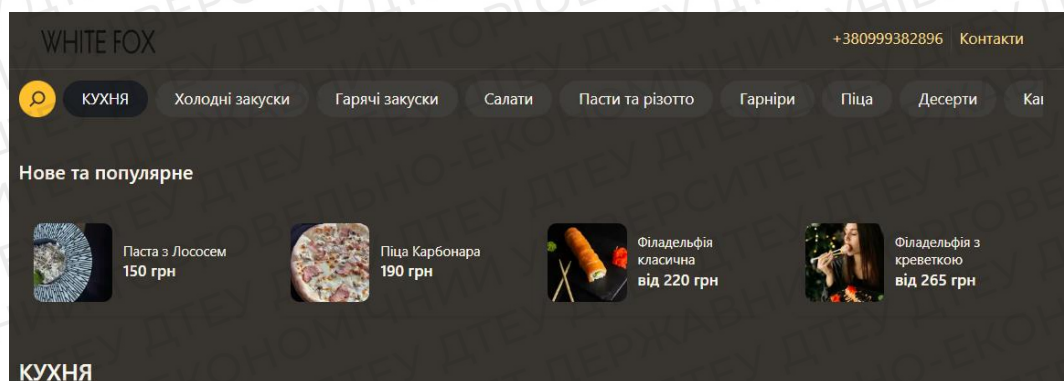 WHITE FOX
+380999382896 Контакти
КУХНЯ Холодні закуски Гарячі закуски Салати Пасти та різотто Гарніри Піца Десерти
Нове та популярне
Паста з Лососем
150 грн
Піца Карбонара
190 грн
Філадельфія
класична
від 220 грн
Філадельфія з
креветкою
від 265 грн
КУХНЯ